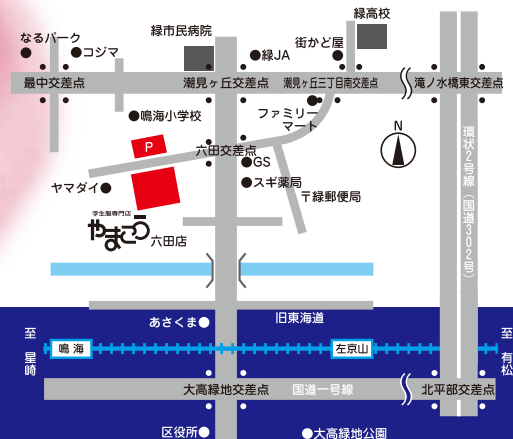 緑高校
緑市民病院
なるパーク
コジマ
緑JA
街かど屋
最中交差点
潮見ヶ丘交差点
潮見ヶ丘三丁目南交差点
滝ノ水橋東交差点
鳴海小学校
ファミリー
マート
N
P
六田交差点
GS
環状2号線（国道302号）
ヤマダイ
スギ薬局
〒緑郵便局
学生服専門店
やまこう
六田店
あさくま
旧東海道
至 星崎
鳴海
左京山
至 有松
大高緑地交差点
国道一号線
北平部交差点
区役所
大高緑地公園